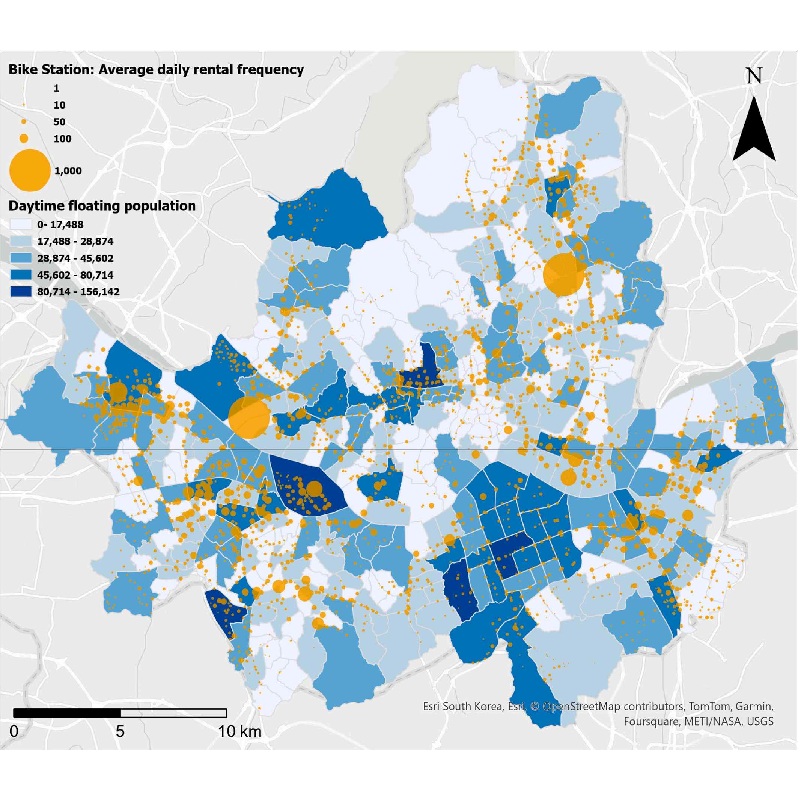 Bike Station: Average daily rental frequency
1
10
50
100
1,000
Daytime floating population
0- 17,488
17,488 - 28,874
28,874 - 45,602
45,602 - 80,714
80,714 - 156,142
N
0 5 10 km
Esri South Korea, Esri, © OpenStreetMap contributors, TomTom, Garmin,
Foursquare, METI/NASA, USGS